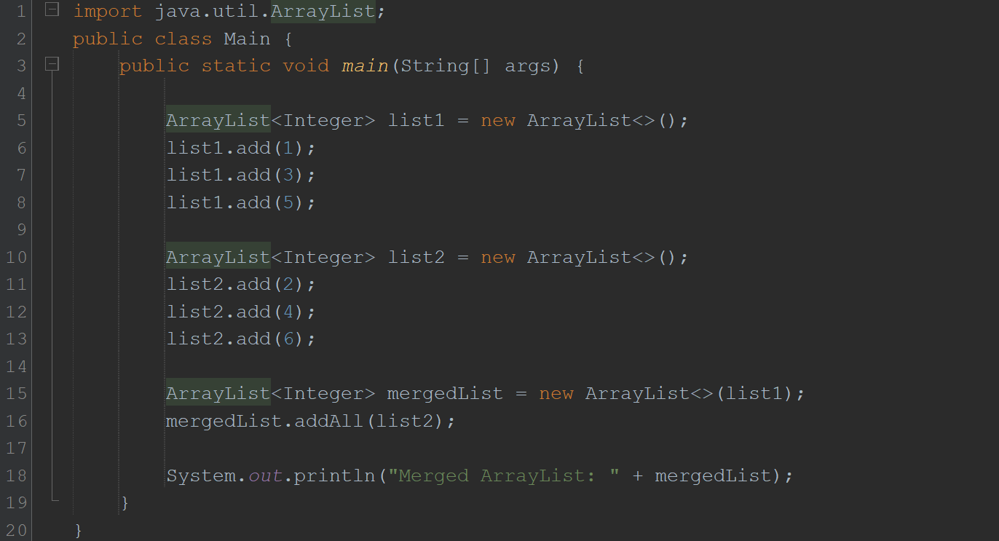 1 import java.util.ArrayList;
2 public class Main {
3 public static void main(String[] args) {
4
5 ArrayList<Integer> list1 = new ArrayList<>();
6 list1.add(1);
7 list1.add(3);
8 list1.add(5);
9
10 ArrayList<Integer> list2 = new ArrayList<>();
11 list2.add(2);
12 list2.add(4);
13 list2.add(6);
14
15 ArrayList<Integer> mergedList = new ArrayList<>(list1);
16 mergedList.addAll(list2);
17
18 System.out.println("Merged ArrayList: " + mergedList);
19 }
20 }